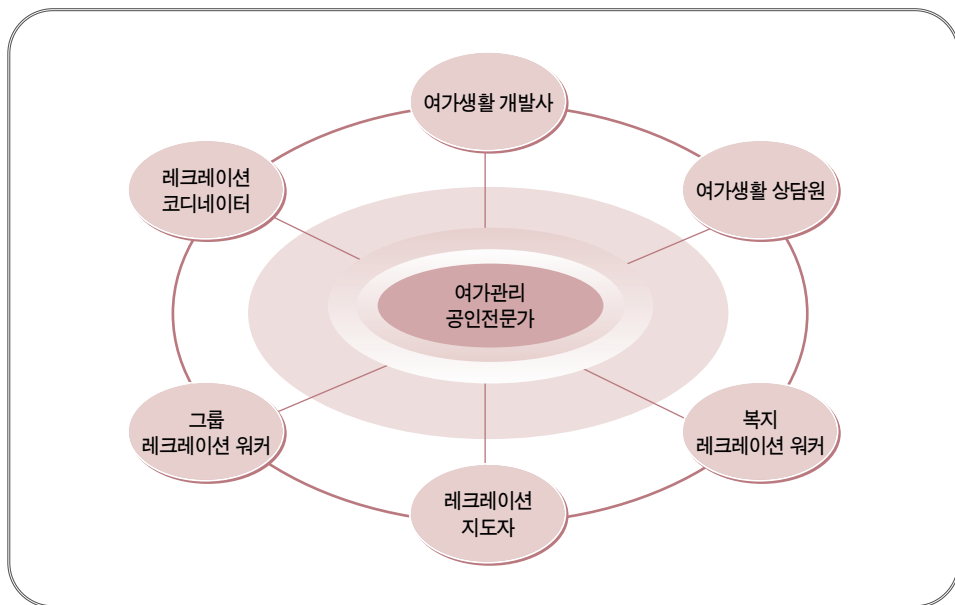 여가생활 개발사
레크레이션
코디네이터
여가생활 상담원
여가관리
공인전문가
그룹
레크레이션 워커
복지
레크레이션 워커
레크레이션
지도자